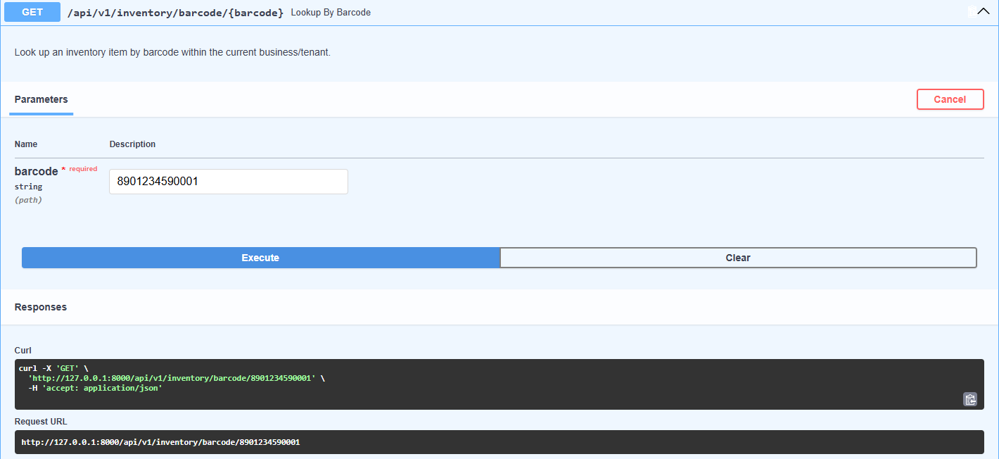 GET /api/v1/inventory/barcode/{barcode} Lookup By Barcode
Look up an inventory item by barcode within the current business/tenant.
Parameters
Cancel
Name Description
barcode * required
string
(path)
8901234590001
Execute Clear
Responses
Curl
curl -X 'GET' \
  'http://127.0.0.1:8000/api/v1/inventory/barcode/8901234590001' \
  -H 'accept: application/json'
Request URL
http://127.0.0.1:8000/api/v1/inventory/barcode/8901234590001